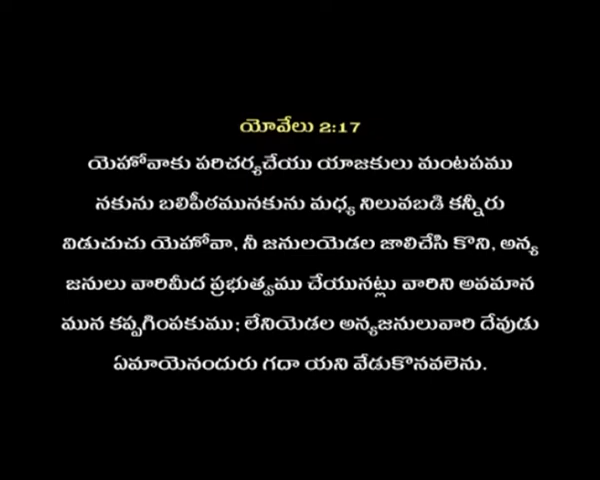 యోవేలు 2:17
యెహోవాకు పరిచర్యచేయు యాజకులు మంటపము
నకును బలిపీఠమునకును మధ్య నిలువబడి కన్నీరు
విడుచుచు యెహోవా, నీ జనులయెడల జాలిచేసి కొని, అన్య
జనులు వారిమీద ప్రభుత్వము చేయునట్లు వారిని అవమాన
మున కప్పగింపకుము; లేనియెడల అన్యజనులువారి దేవుడు
ఏమాయెనందురు గదా యని వేడుకొనవలెను.